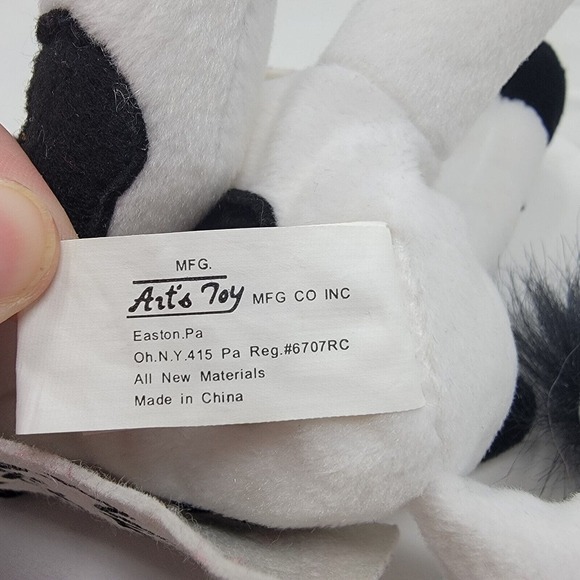 MFG.
Art's Toy MFG CO INC
Easton.Pa
Oh.N.Y.415 Pa Reg.#6707RC
All New Materials
Made in China